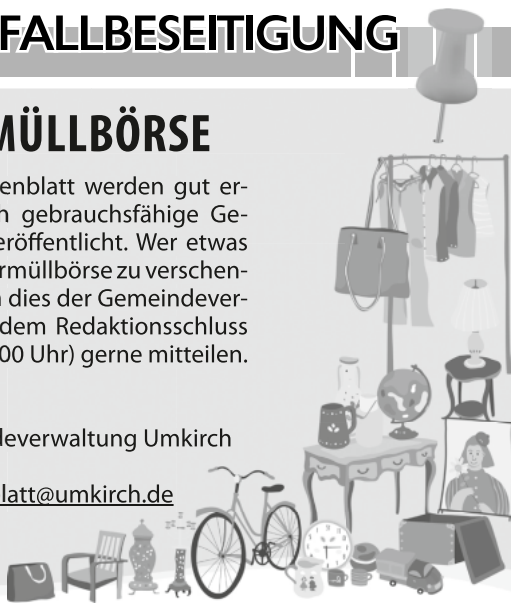 FALLBESEITIGUNG
MÜLLBÖRSE
enblatt werden gut er-
h gebrauchsfähige Ge-
eröffentlicht. Wer etwas
rmüllbörse zu verschen-
n dies der Gemeindever-
dem Redaktionsschluss
00 Uhr) gerne mitteilen.
deverwaltung Umkirch
latt@umkirch.de